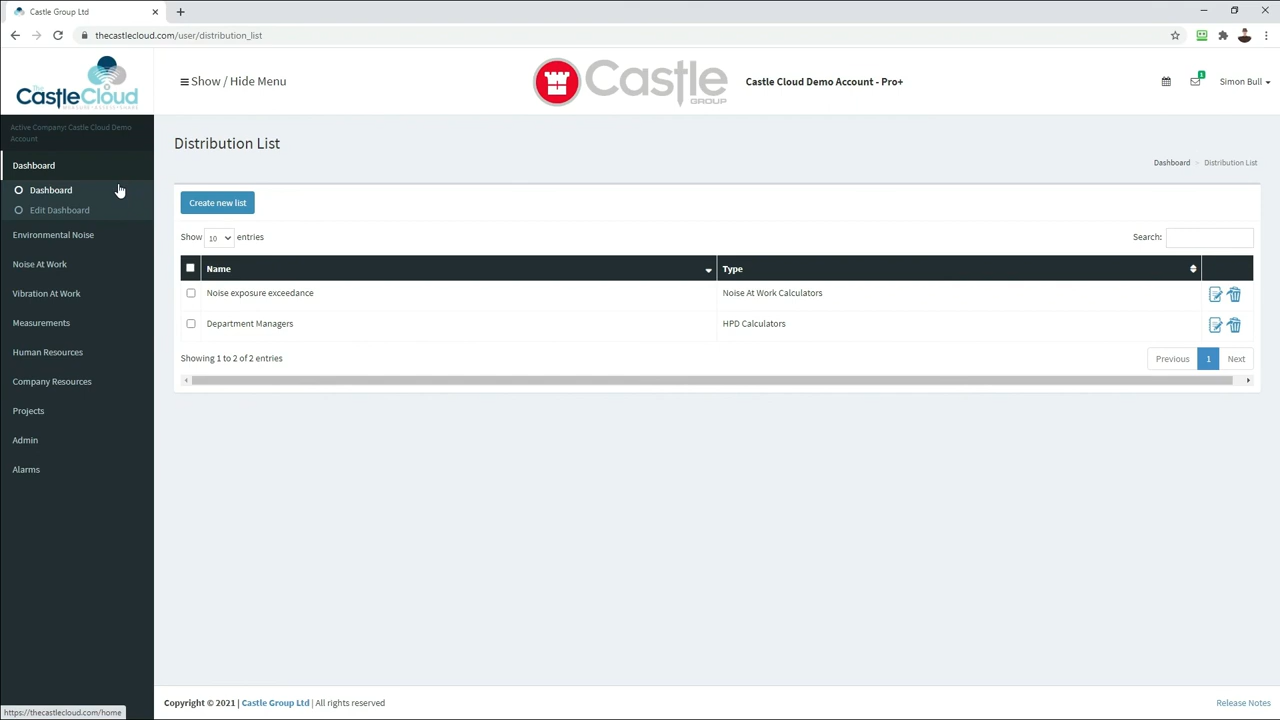 Castle Group Ltd
thecastlecloud.com/user/distribution_list
The
CastleCloud
Show / Hide Menu
Castle
GROUP
Castle Cloud Demo Account - Pro+
1
Simon Bull
Active Company: Castle Cloud Demo
Account
Dashboard
Dashboard
Edit Dashboard
Environmental Noise
Noise At Work
Vibration At Work
Measurements
Human Resources
Company Resources
Projects
Admin
Alarms
Distribution List
Dashboard > Distribution List
Create new list
Show 10 entries
Search:
Name Type
Noise exposure exceedance Noise At Work Calculators
Department Managers HPD Calculators
Showing 1 to 2 of 2 entries
Previous 1 Next
Copyright © 2021 | Castle Group Ltd | All rights reserved
Release Notes
https://thecastlecloud.com/home